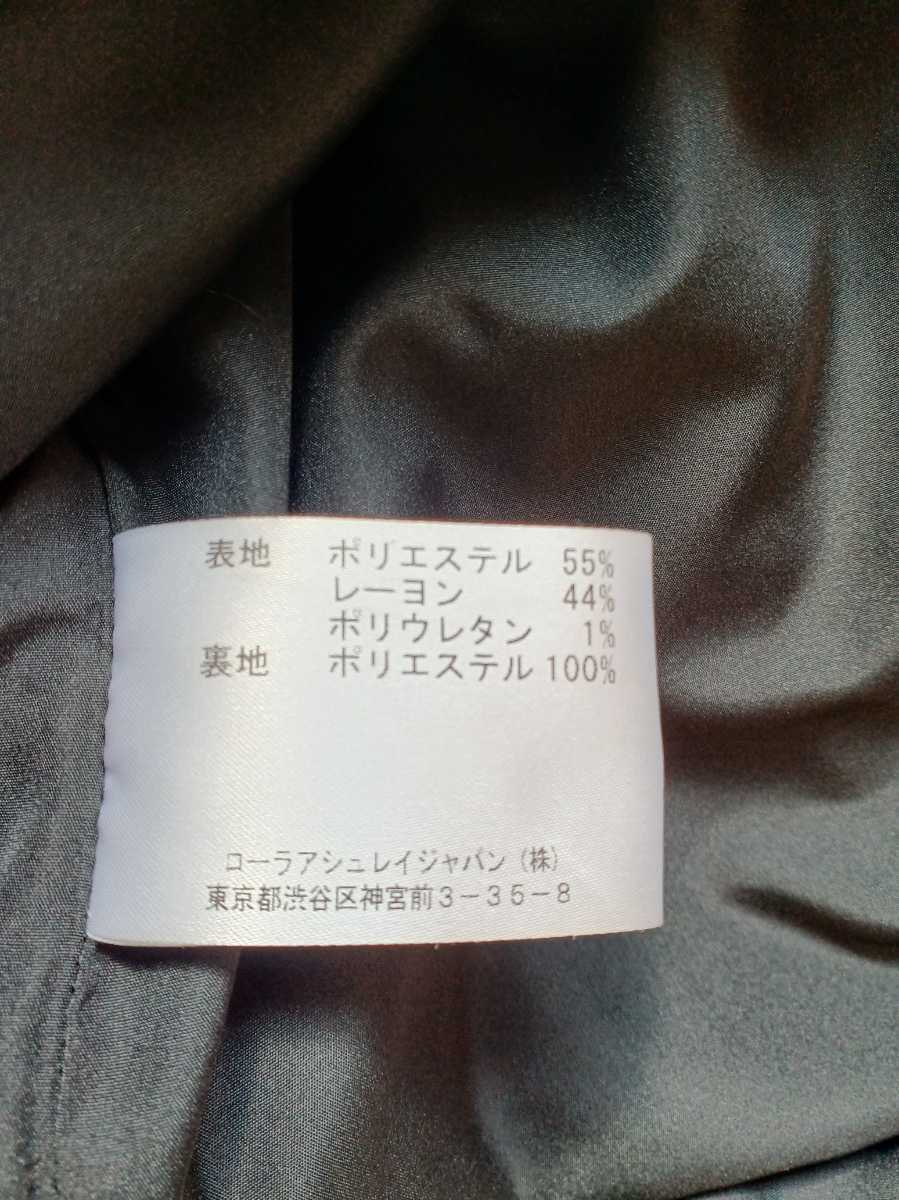 表地 ポリエステル 55%
レーヨン 44%
ポリウレタン 1%
裏地 ポリエステル 100%
ローラアシュレイジャパン(株)
東京都渋谷区神宮前3-35-8